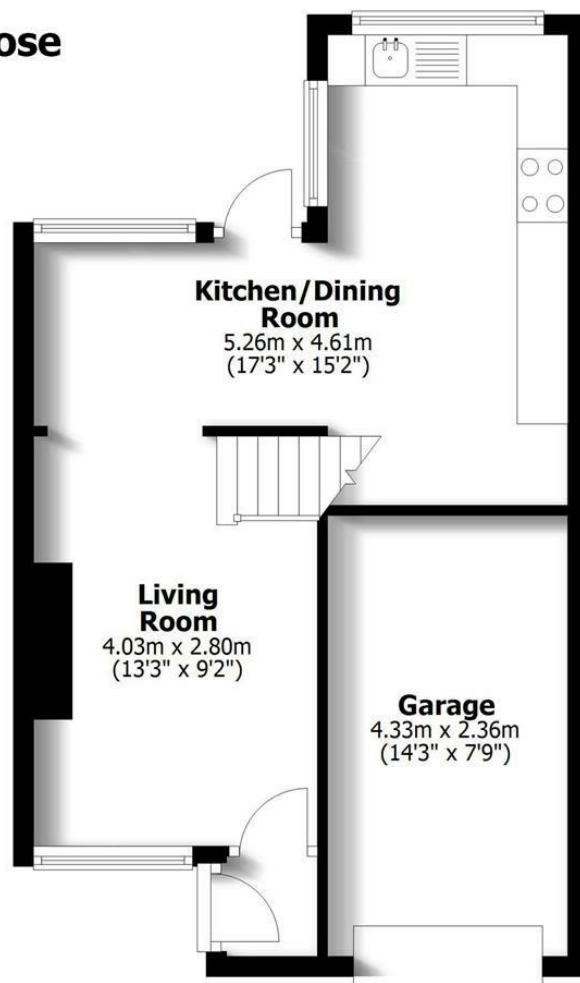 ose
Kitchen/Dining
Room
5.26m x 4.61m
(17'3" x 15'2")
Living
Room
4.03m x 2.80m
(13'3" x 9'2")
Garage
4.33m x 2.36m
(14'3" x 7'9")